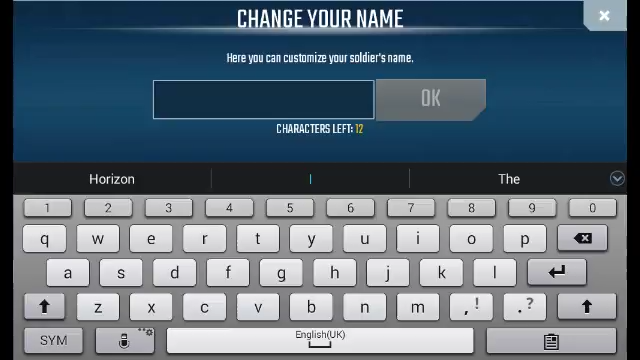 CHANGE YOUR NAME
Here you can customize your soldier's name.
OK
CHARACTERS LEFT: 12
Horizon I The
1 2 3 4 5 6 7 8 9 0
q w e r t y u i o p
a s d f g h j k l
z x c v b n m , ! . ?
SYM English(UK)